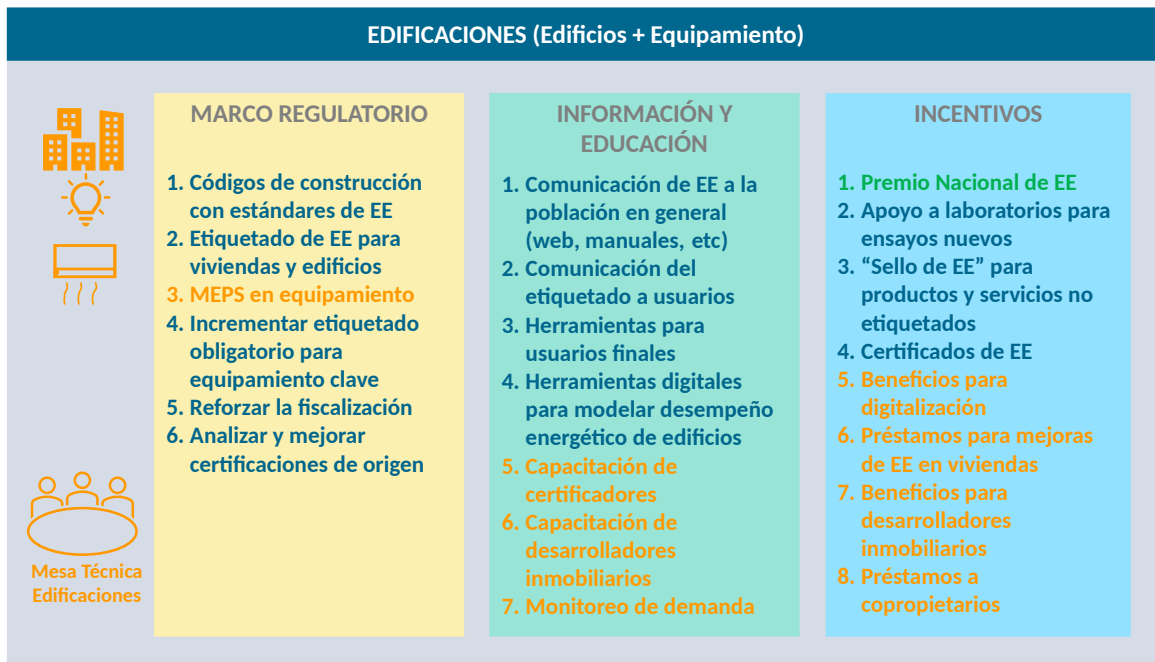 EDIFICACIONES (Edificios + Equipamiento)
MARCO REGULATORIO
1. Códigos de construcción
con estándares de EE
2. Etiquetado de EE para
viviendas y edificios
3. MEPS en equipamiento
4. Incrementar etiquetado
obligatorio para
equipamiento clave
5. Reforzar la fiscalización
6. Analizar y mejorar
certificaciones de origen
INFORMACIÓN Y
EDUCACIÓN
1. Comunicación de EE a la
población en general
(web, manuales, etc)
2. Comunicación del
etiquetado a usuarios
3. Herramientas para
usuarios finales
4. Herramientas digitales
para modelar desempeño
energético de edificios
5. Capacitación de
certificadores
6. Capacitación de
desarrolladores
inmobiliarios
7. Monitoreo de demanda
INCENTIVOS
1. Premio Nacional de EE
2. Apoyo a laboratorios para
ensayos nuevos
3. “Sello de EE” para
productos y servicios no
etiquetados
4. Certificados de EE
5. Beneficios para
digitalización
6. Préstamos para mejoras
de EE en viviendas
7. Beneficios para
desarrolladores
inmobiliarios
8. Préstamos a
copropietarios
Mesa Técnica
Edificaciones